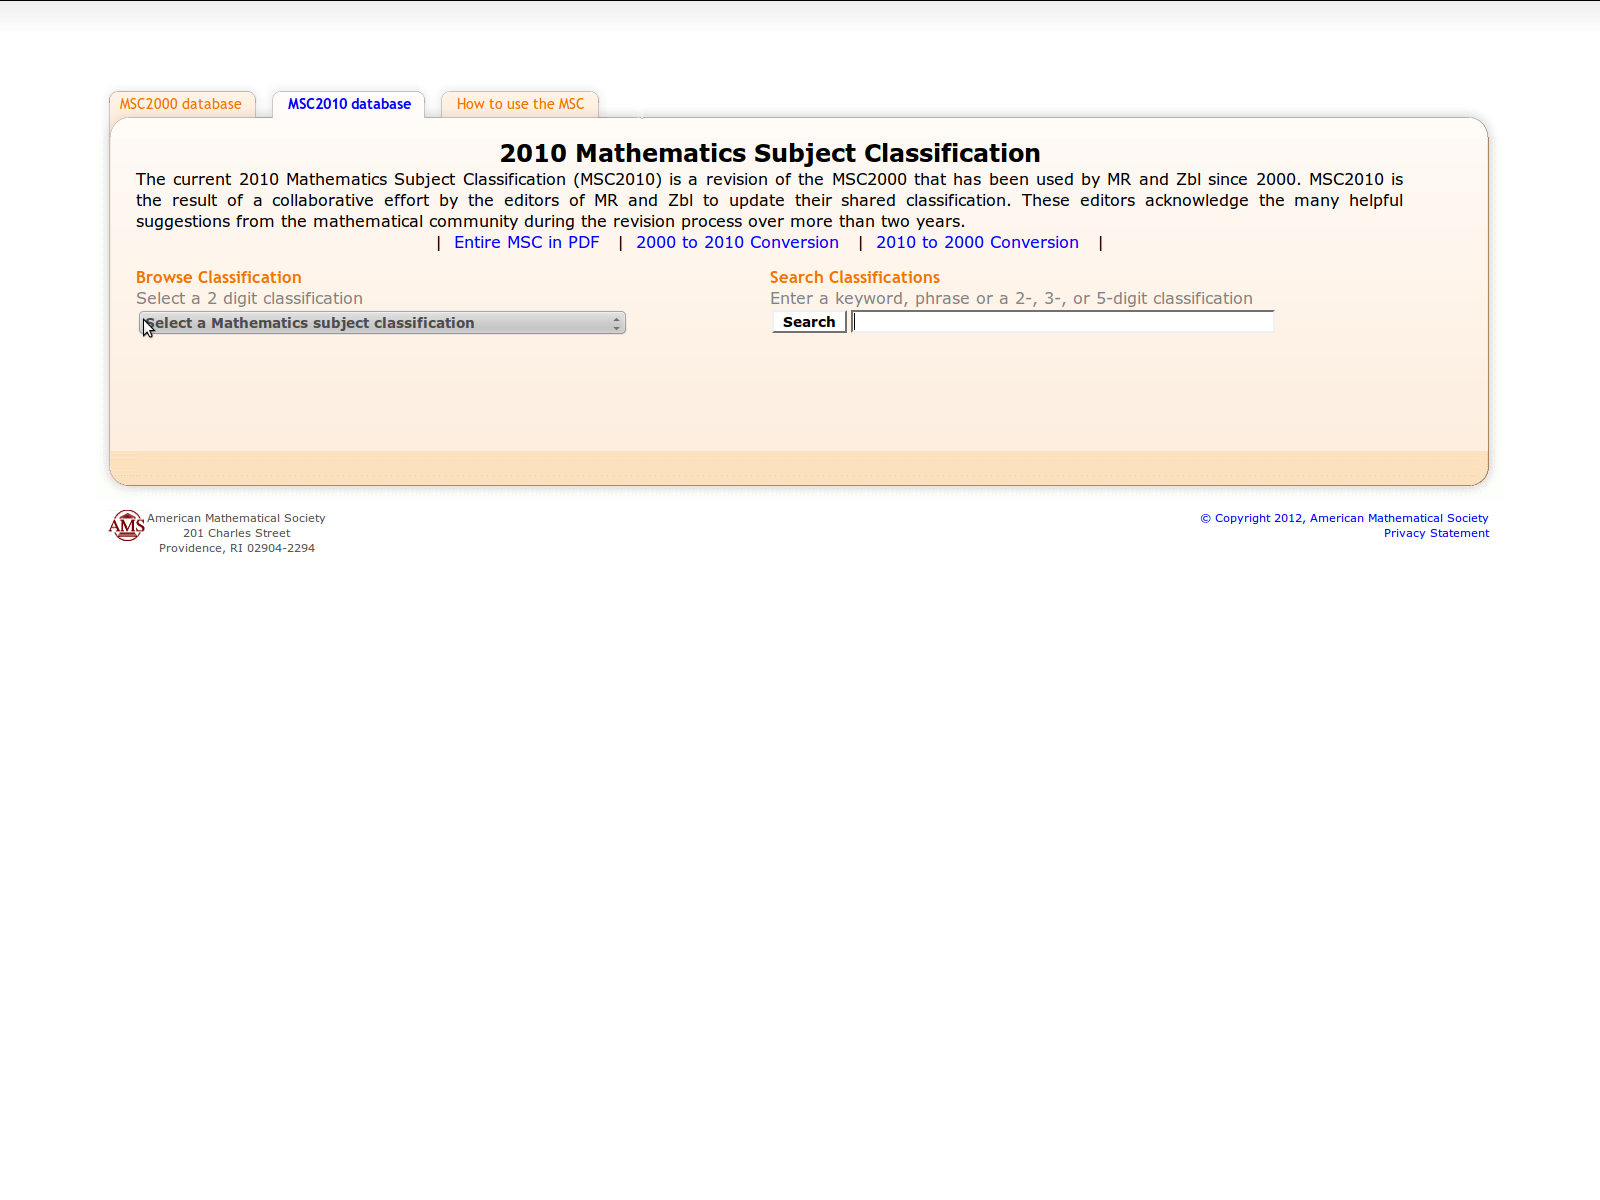 MSC2000 database
MSC2010 database
How to use the MSC
2010 Mathematics Subject Classification
The current 2010 Mathematics Subject Classification (MSC2010) is a revision of the MSC2000 that has been used by MR and Zbl since 2000. MSC2010 is
the result of a collaborative effort by the editors of MR and Zbl to update their shared classification. These editors acknowledge the many helpful
suggestions from the mathematical community during the revision process over more than two years.
| Entire MSC in PDF | 2000 to 2010 Conversion | 2010 to 2000 Conversion |
Browse Classification
Select a 2 digit classification
Select a Mathematics subject classification
Search Classifications
Enter a keyword, phrase or a 2-, 3-, or 5-digit classification
Search
AMS
American Mathematical Society
201 Charles Street
Providence, RI 02904-2294
© Copyright 2012, American Mathematical Society
Privacy Statement